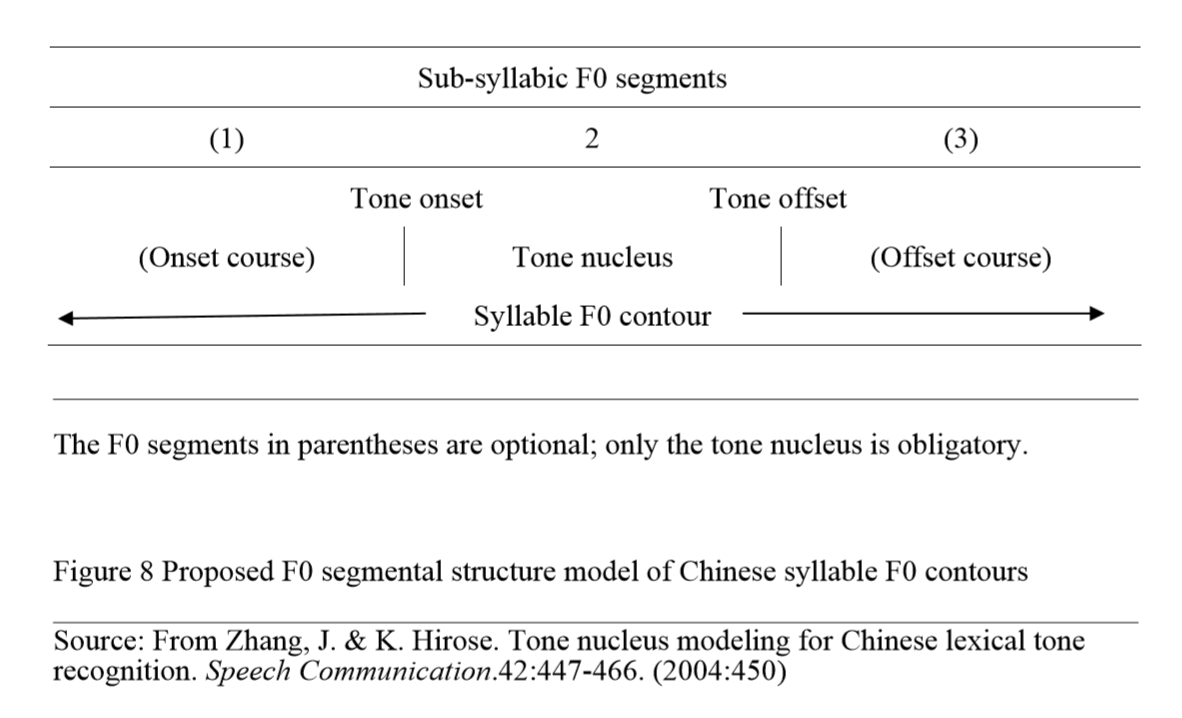 Sub-syllabic F0 segments
(1) 2 (3)
Tone onset Tone offset
(Onset course) Tone nucleus (Offset course)
Syllable F0 contour
The F0 segments in parentheses are optional; only the tone nucleus is obligatory.
Figure 8 Proposed F0 segmental structure model of Chinese syllable F0 contours
Source: From Zhang, J. & K. Hirose. Tone nucleus modeling for Chinese lexical tone
recognition. Speech Communication.42:447-466. (2004:450)